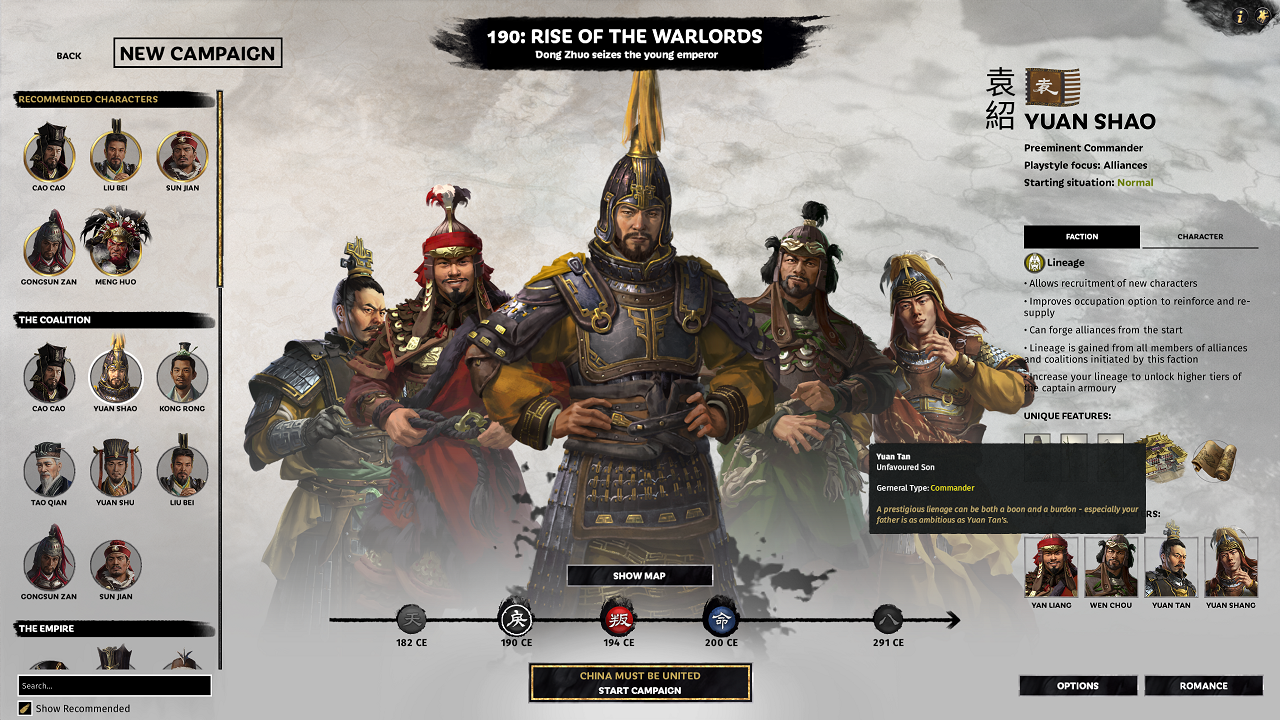 BACK
NEW CAMPAIGN
190: RISE OF THE WARLORDS
Dong Zhuo seizes the young emperor
RECOMMENDED CHARACTERS
CAO CAO
LIU BEI
SUN JIAN
GONGSUN ZAN
MENG HUO
THE COALITION
CAO CAO
YUAN SHAO
KONG RONG
TAO QIAN
YUAN SHU
LIU BEI
GONGSUN ZAN
SUN JIAN
THE EMPIRE
Search...
Show Recommended
袁
紹
袁
YUAN SHAO
Preeminent Commander
Playstyle focus: Alliances
Starting situation: Normal
FACTION
CHARACTER
Lineage
• Allows recruitment of new characters
• Improves occupation option to reinforce and re-
supply
• Can forge alliances from the start
• Lineage is gained from all members of alliances
and coalitions initiated by this faction
• Increase your lineage to unlock higher tiers of
the captain armoury
UNIQUE FEATURES:
Yuan Tan
Unfavoured Son
Gerneral Type: Commander
A prestigious lienage can be both a boon and a burdon - especially your
father is as ambitious as Yuan Tan's.
RS:
YAN LIANG
WEN CHOU
YUAN TAN
YUAN SHANG
SHOW MAP
天
叛
命
八
182 CE
190 CE
194 CE
200 CE
291 CE
CHINA MUST BE UNITED
START CAMPAIGN
OPTIONS
ROMANCE